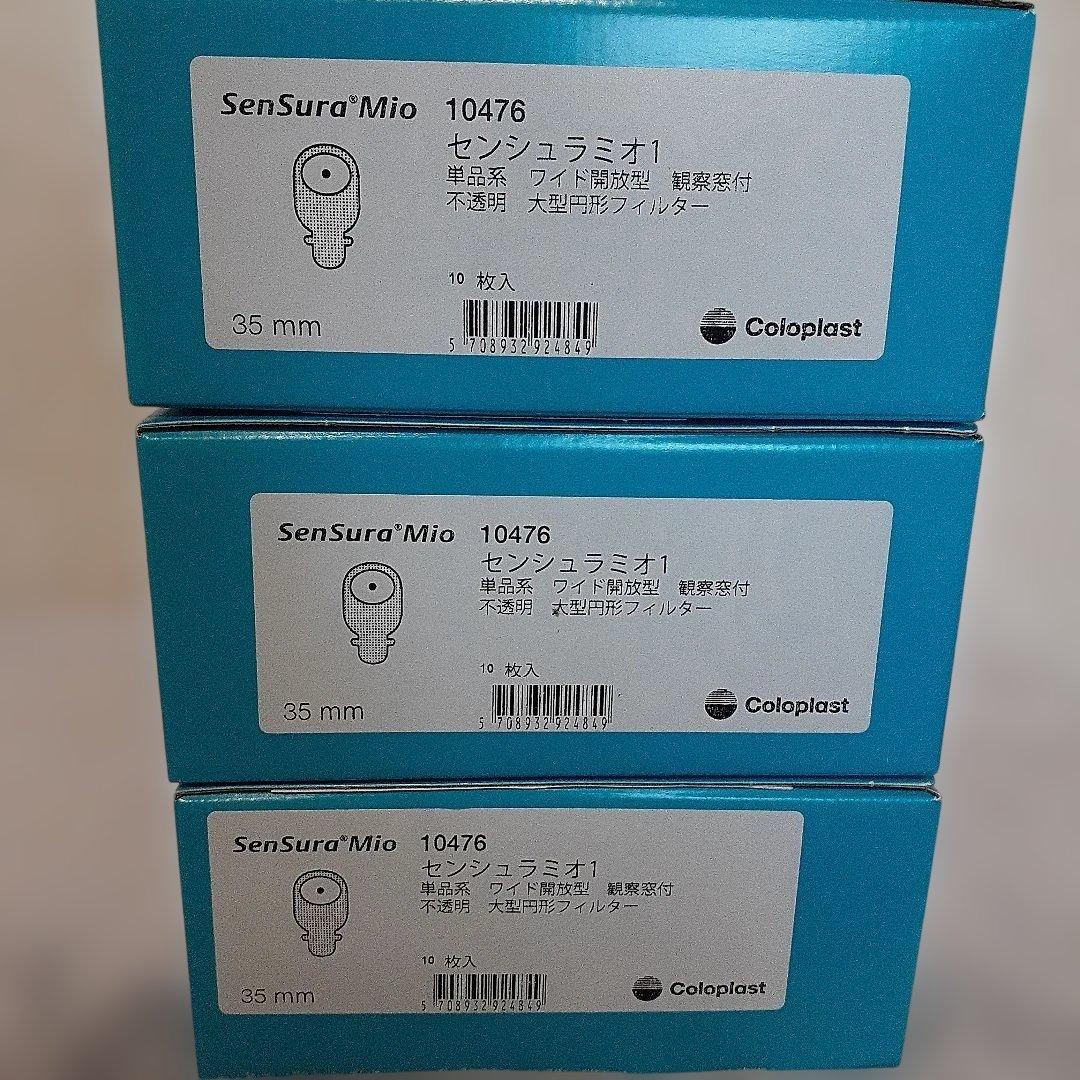 SenSura®Mio 10476
センシュラミオ1
単品系 ワイド開放型 観察窓付
不透明 大型円形フィルター
10 枚入
35 mm
5 708932 924849
Coloplast
SenSura®Mio 10476
センシュラミオ1
単品系 ワイド開放型 観察窓付
不透明 大型円形フィルター
10 枚入
35 mm
5 708932 924849
Coloplast
SenSura®Mio 10476
センシュラミオ1
単品系 ワイド開放型 観察窓付
不透明 大型円形フィルター
10 枚入
35 mm
5 708932 924849
Coloplast